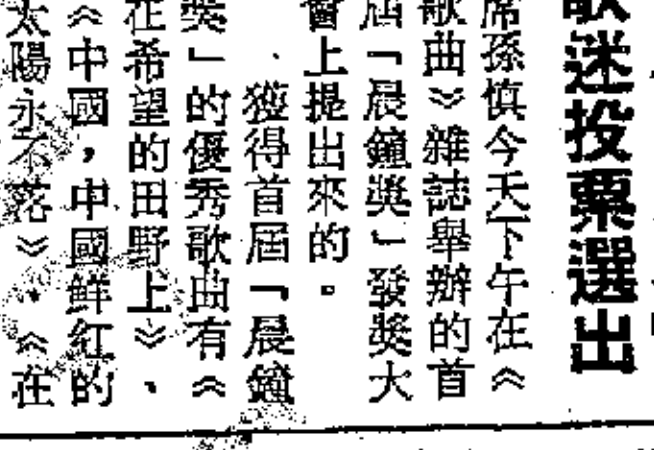 歌迷投票選出
席孫慎今天下午在《
歌曲》雜誌舉辦的首
屆「晨鐘獎」發獎大
會上提出來的。
獲得首屆「晨鐘
獎」的優秀歌曲有《
在希望的田野上》、
《中國,中國鮮紅的
太陽永不落》、《在